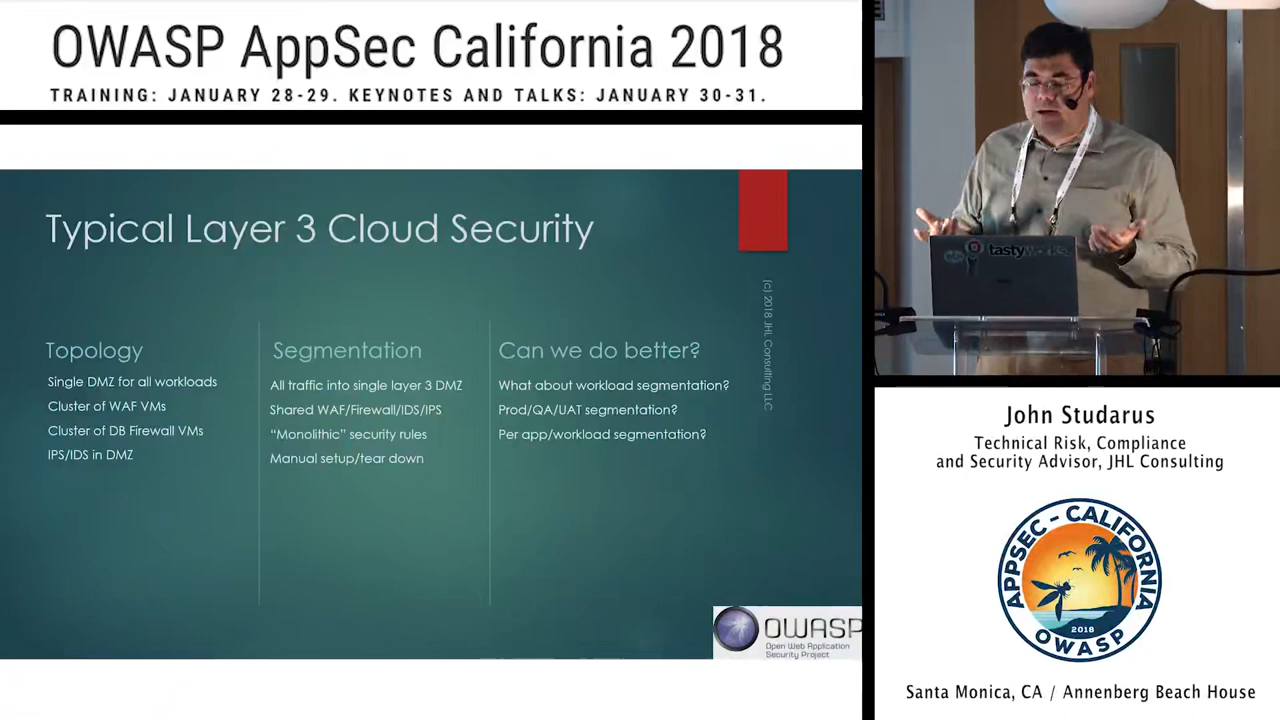 OWASP AppSec California 2018
TRAINING: JANUARY 28-29. KEYNOTES AND TALKS: JANUARY 30-31.
Typical Layer 3 Cloud Security
Topology
Single DMZ for all workloads
Cluster of WAF VMs
Cluster of DB Firewall VMs
IPS/IDS in DMZ
Segmentation
All traffic into single layer 3 DMZ
Shared WAF/Firewall/IDS/IPS
“Monolithic” security rules
Manual setup/tear down
Can we do better?
What about workload segmentation?
Prod/QA/UAT segmentation?
Per app/workload segmentation?
(c) 2018 JHL Consulting LLC
OWASP
Open Web Application
Security Project
tastyworks
John Studarus
Technical Risk, Compliance
and Security Advisor, JHL Consulting
APPSEC - CALIFORNIA
2018
OWASP
Santa Monica, CA / Annenberg Beach House